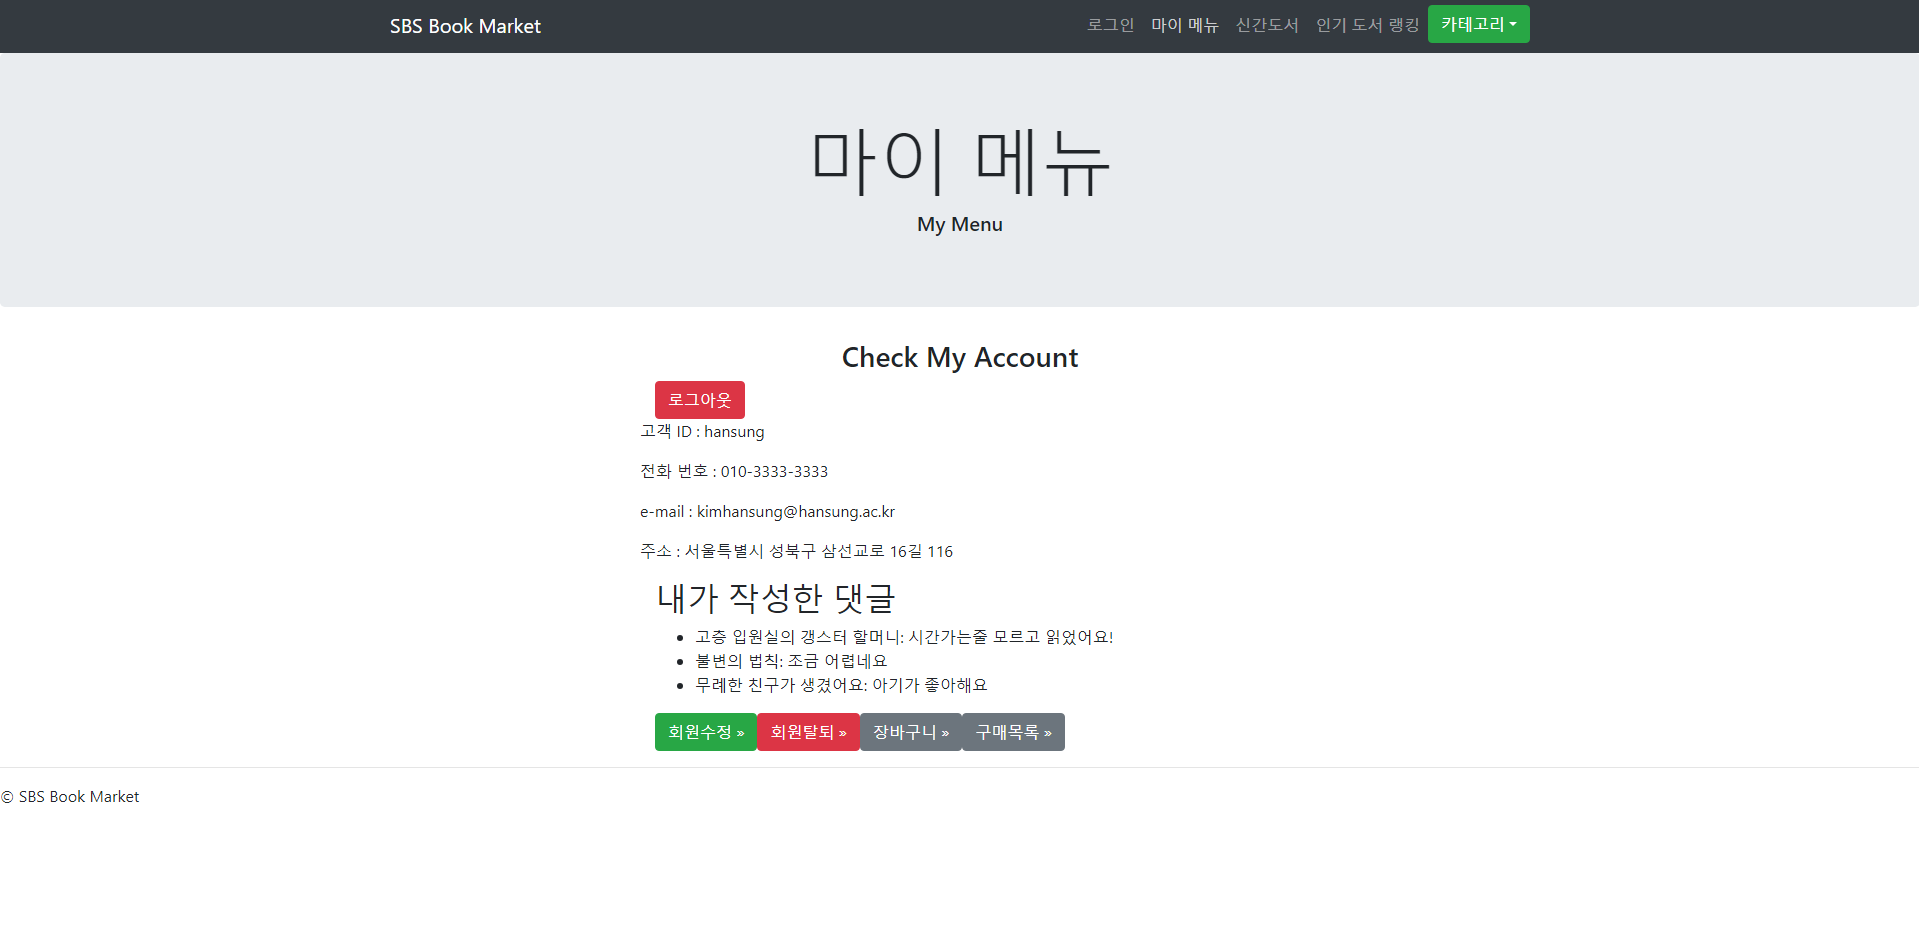 SBS Book Market
로그인 마이 메뉴 신간도서 인기 도서 랭킹 카테고리
마이 메뉴
My Menu
Check My Account
로그아웃
고객 ID : hansung
전화 번호 : 010-3333-3333
e-mail : kimhansung@hansung.ac.kr
주소 : 서울특별시 성북구 삼선교로 16길 116
내가 작성한 댓글
• 고층 입원실의 갱스터 할머니: 시간가는줄 모르고 읽었어요!
• 불변의 법칙: 조금 어렵네요
• 무례한 친구가 생겼어요: 아기가 좋아해요
회원수정 » 회원탈퇴 » 장바구니 » 구매목록 »
© SBS Book Market